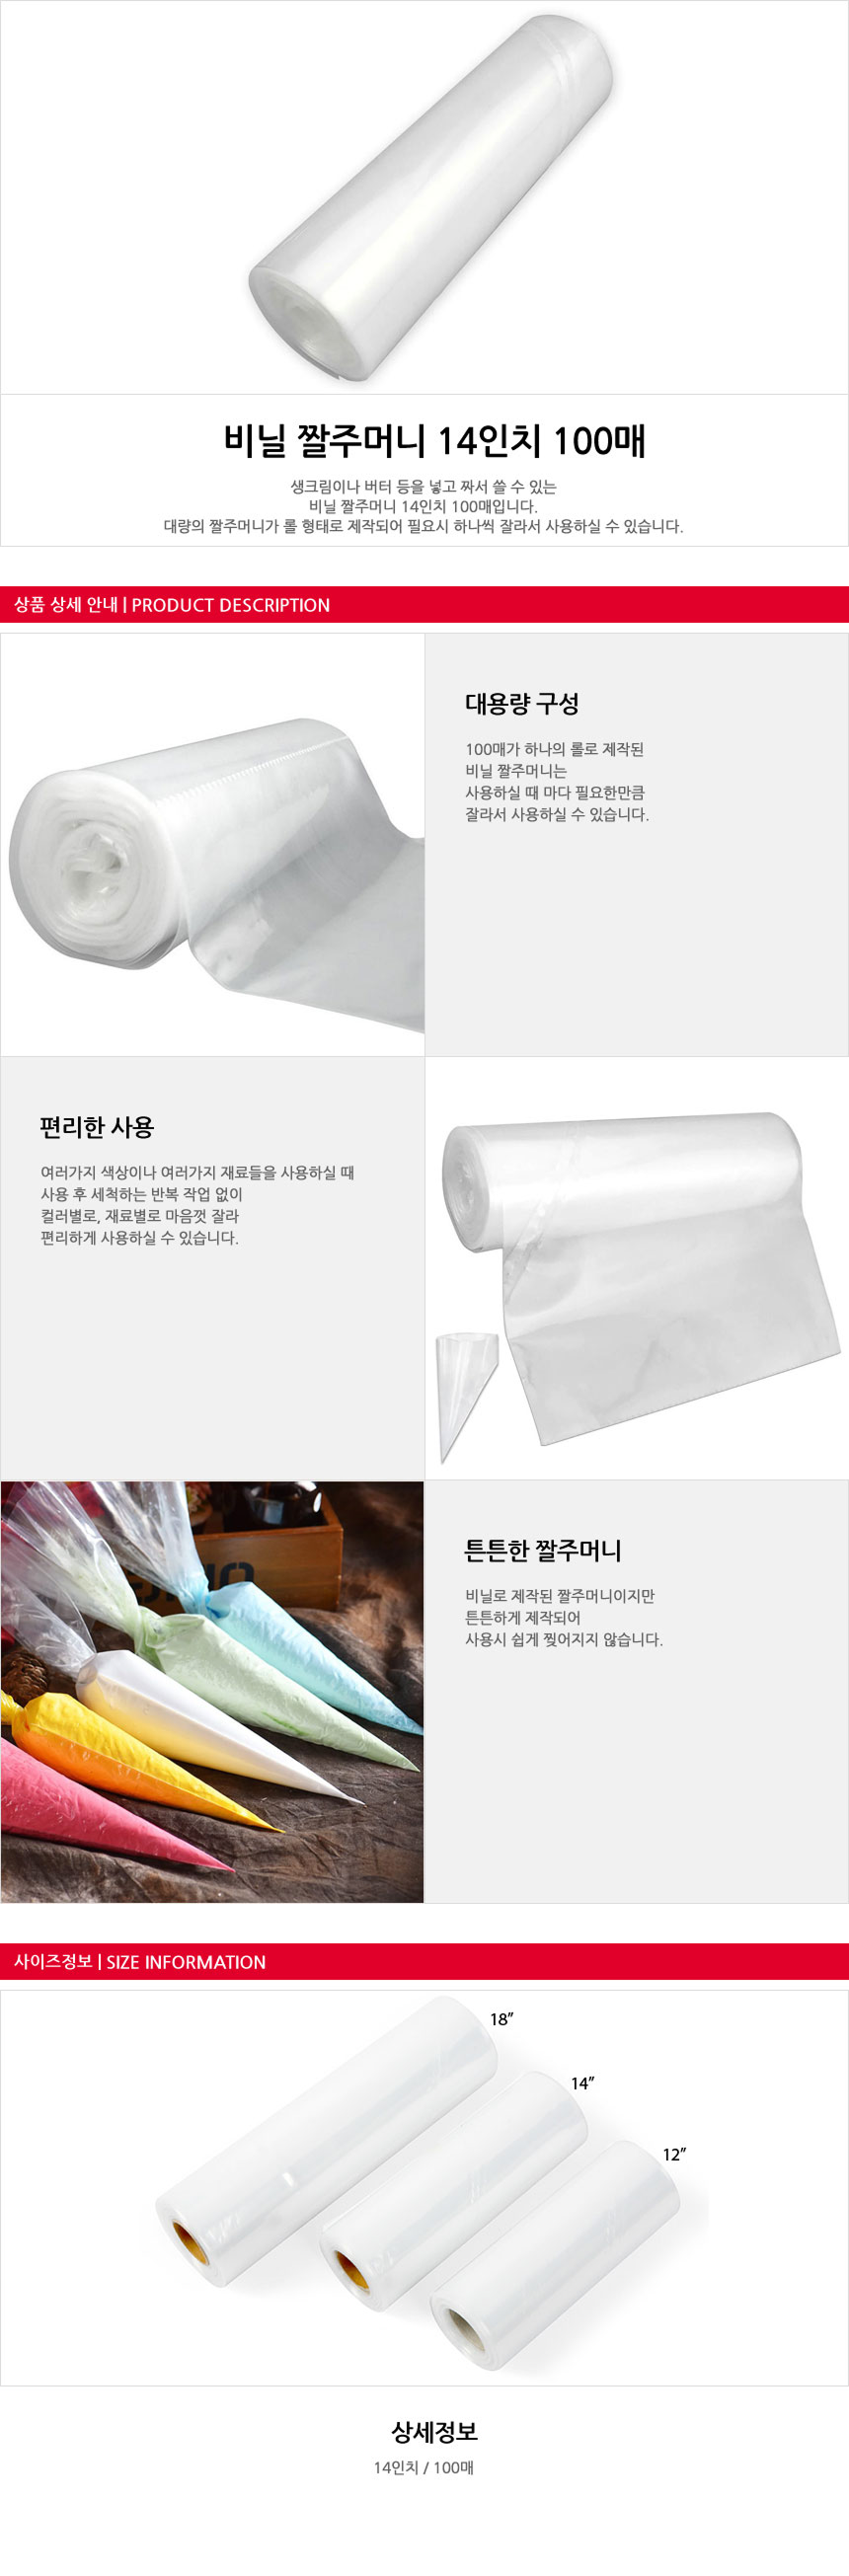 비닐 짤주머니 14인치 100매
생크림이나 버터 등을 넣고 짜서 쓸 수 있는
비닐 짤주머니 14인치 100매입니다.
대량의 짤주머니가 롤 형태로 제작되어 필요시 하나씩 잘라서 사용하실 수 있습니다.
상품 상세 안내 | PRODUCT DESCRIPTION
대용량 구성
100매가 하나의 롤로 제작된
비닐 짤주머니는
사용하실 때 마다 필요한만큼
잘라서 사용하실 수 있습니다.
편리한 사용
여러가지 색상이나 여러가지 재료들을 사용하실 때
사용 후 세척하는 반복 작업 없이
컬러별로, 재료별로 마음껏 잘라
편리하게 사용하실 수 있습니다.
튼튼한 짤주머니
비닐로 제작된 짤주머니이지만
튼튼하게 제작되어
사용시 쉽게 찢어지지 않습니다.
사이즈정보 | SIZE INFORMATION
18”
14”
12”
상세정보
14인치 / 100매